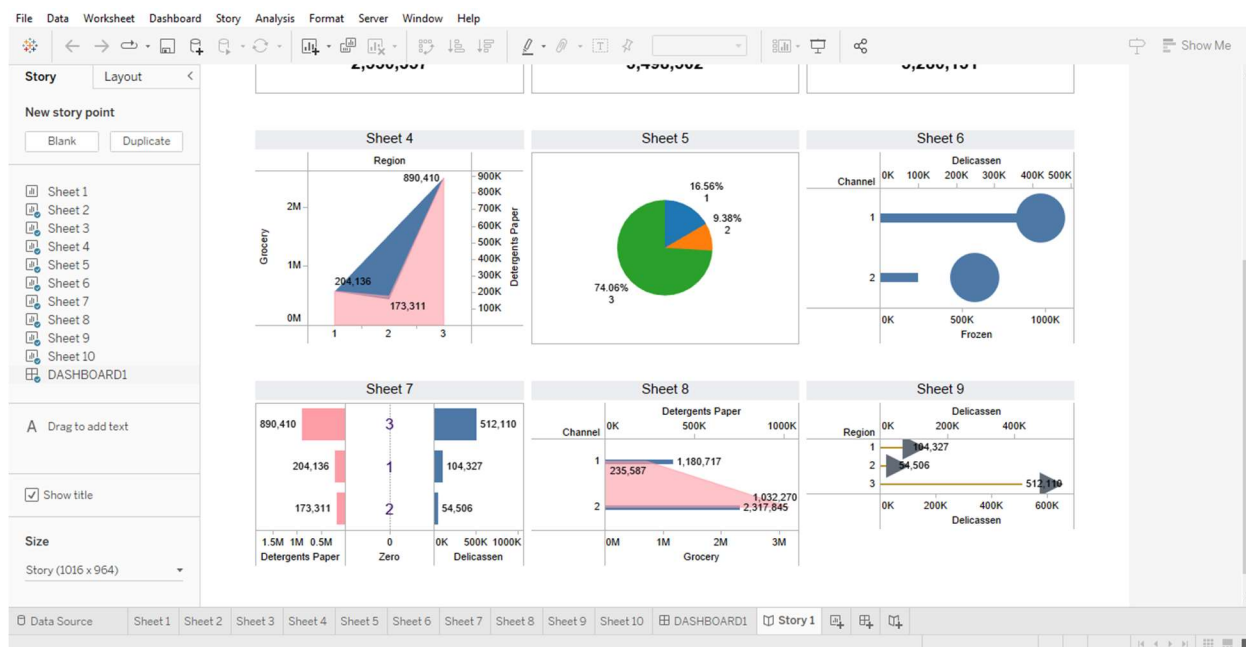 File Data Worksheet Dashboard Story Analysis Format Server Window Help
Show Me
Story Layout
New story point
Blank Duplicate
Sheet 1
Sheet 2
Sheet 3
Sheet 4
Sheet 5
Sheet 6
Sheet 7
Sheet 8
Sheet 9
Sheet 10
DASHBOARD1
A Drag to add text
Show title
Size
Story (1016 x 964)
Sheet 4
Region
890,410
204,136
173,311
Grocery
2M
1M
0M
900K
800K
700K
600K
500K
400K
300K
200K
100K
Detergents Paper
1 2 3
Sheet 5
16.56%
1
9.38%
2
74.06%
3
Sheet 6
Delicassen
Channel 0K 100K 200K 300K 400K 500K
1
2
0K 500K 1000K
Frozen
Sheet 7
890,410 3 512,110
204,136 1 104,327
173,311 2 54,506
1.5M 1M 0.5M 0 0K 500K 1000K
Detergents Paper Zero Delicassen
Sheet 8
Detergents Paper
Channel 0K 500K 1000K
1 1,180,717
235,587
1,032,270
2 2,317,845
0M 1M 2M 3M
Grocery
Sheet 9
Delicassen
Region 0K 200K 400K
1 104,327
2 54,506
3 512,110
0K 200K 400K 600K
Delicassen
Data Source Sheet 1 Sheet 2 Sheet 3 Sheet 4 Sheet 5 Sheet 6 Sheet 7 Sheet 8 Sheet 9 Sheet 10 DASHBOARD1 Story 1